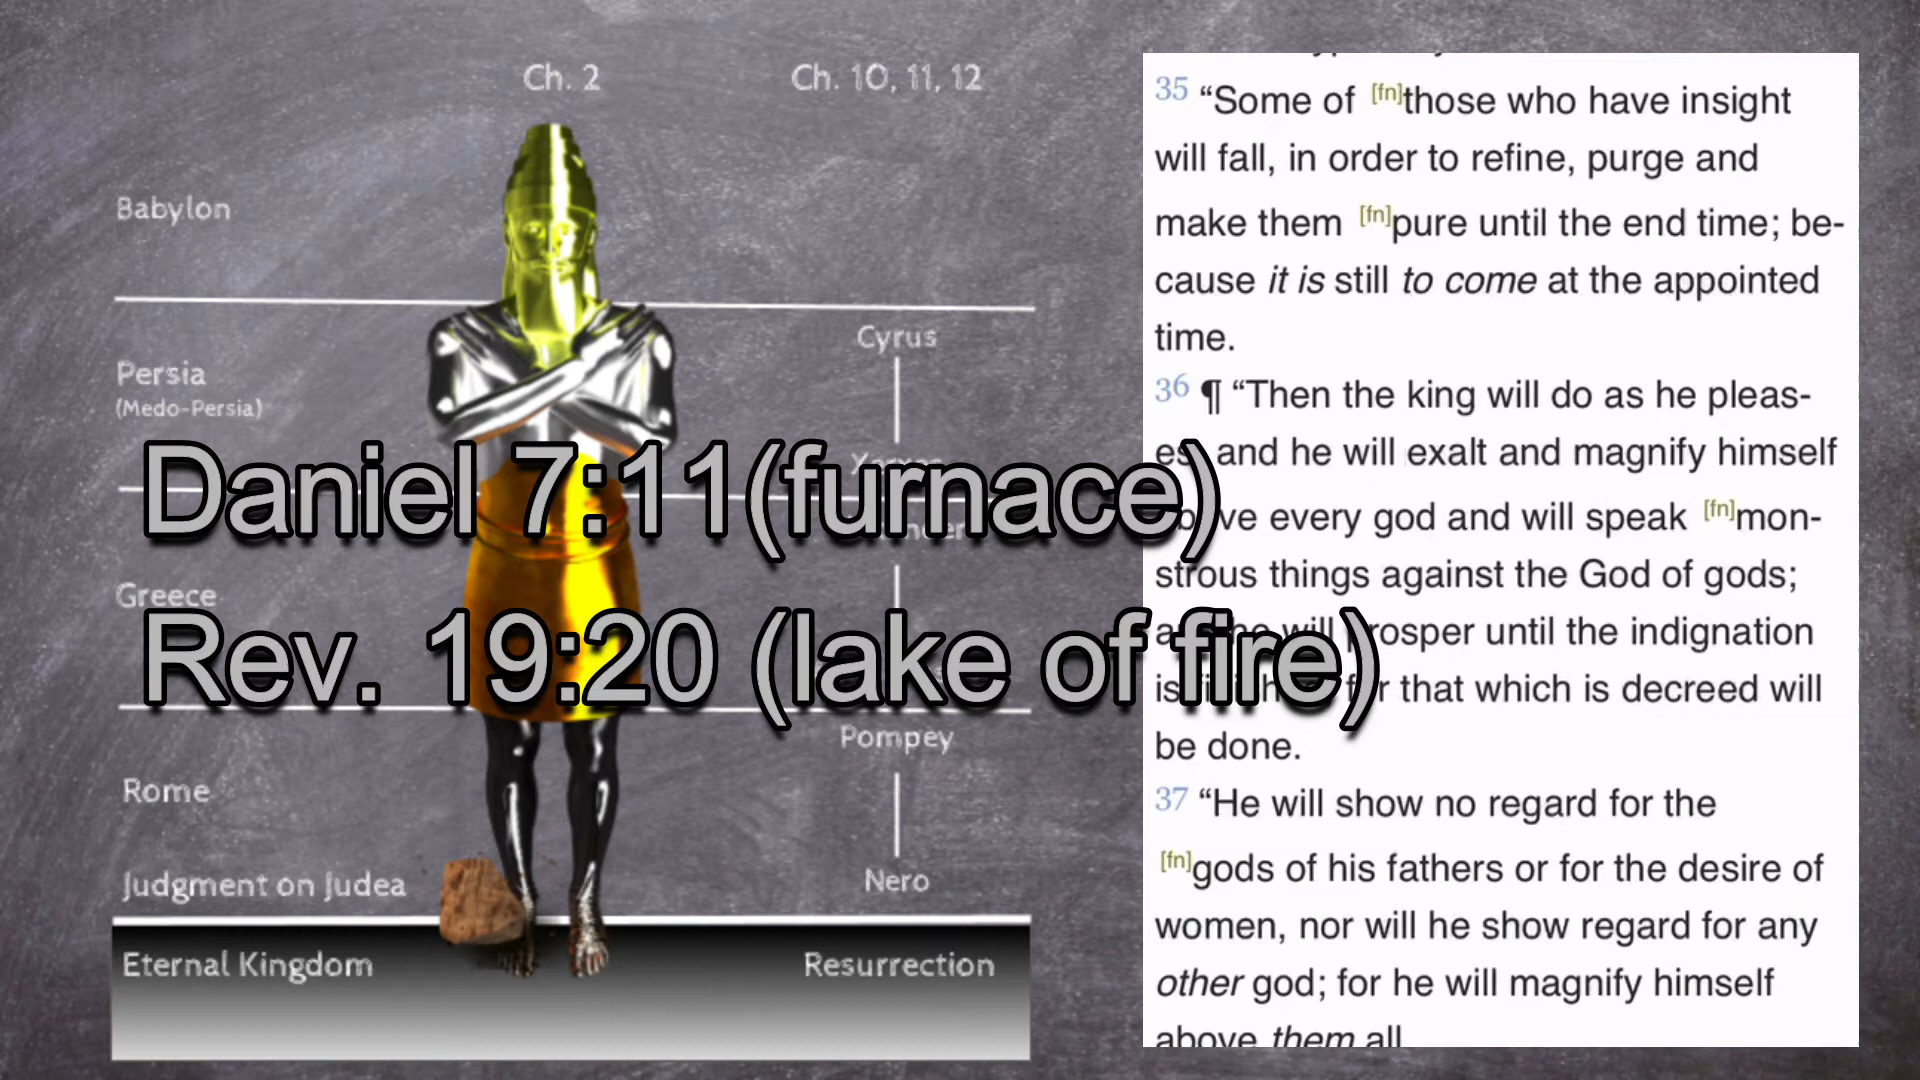 Ch. 2
Ch. 10, 11, 12
Babylon
Cyrus
Persia
(Medo-Persia)
Daniel 7:11(furnace)
Greece
Rev. 19:20 (lake of fire)
Pompey
Rome
Judgment on Judea
Nero
Eternal Kingdom
Resurrection
35 “Some of [fn]those who have insight
will fall, in order to refine, purge and
make them [fn]pure until the end time; be-
cause it is still to come at the appointed
time.
36 ¶ “Then the king will do as he pleas-
and he will exalt and magnify himself
every god and will speak [fn]mon-
strous things against the God of gods;
will prosper until the indignation
that which is decreed will
be done.
37 “He will show no regard for the
[fn]gods of his fathers or for the desire of
women, nor will he show regard for any
other god; for he will magnify himself
above them all